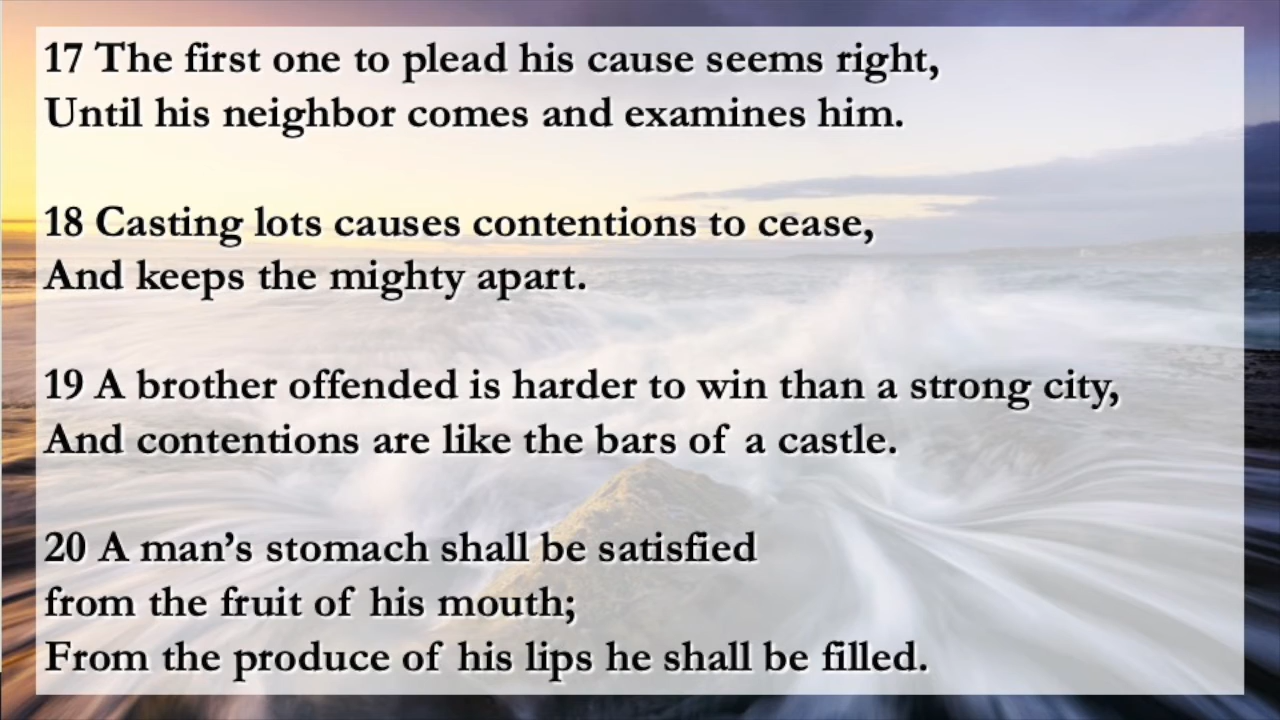 17 The first one to plead his cause seems right,
Until his neighbor comes and examines him.
18 Casting lots causes contentions to cease,
And keeps the mighty apart.
19 A brother offended is harder to win than a strong city,
And contentions are like the bars of a castle.
20 A man’s stomach shall be satisfied
from the fruit of his mouth;
From the produce of his lips he shall be filled.